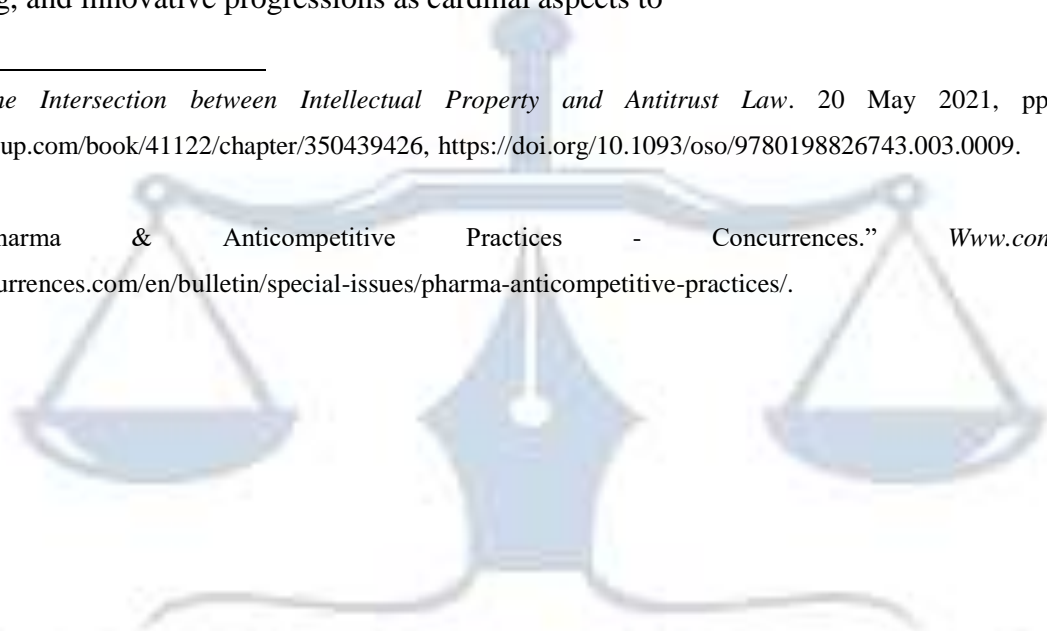 g, and innovative progressions as cardinal aspects to
ne Intersection between Intellectual Property and Antitrust Law. 20 May 2021, pp
up.com/book/41122/chapter/350439426, https://doi.org/10.1093/oso/9780198826743.003.0009.
harma & Anticompetitive Practices - Concurrences.” Www.con
urrences.com/en/bulletin/special-issues/pharma-anticompetitive-practices/.